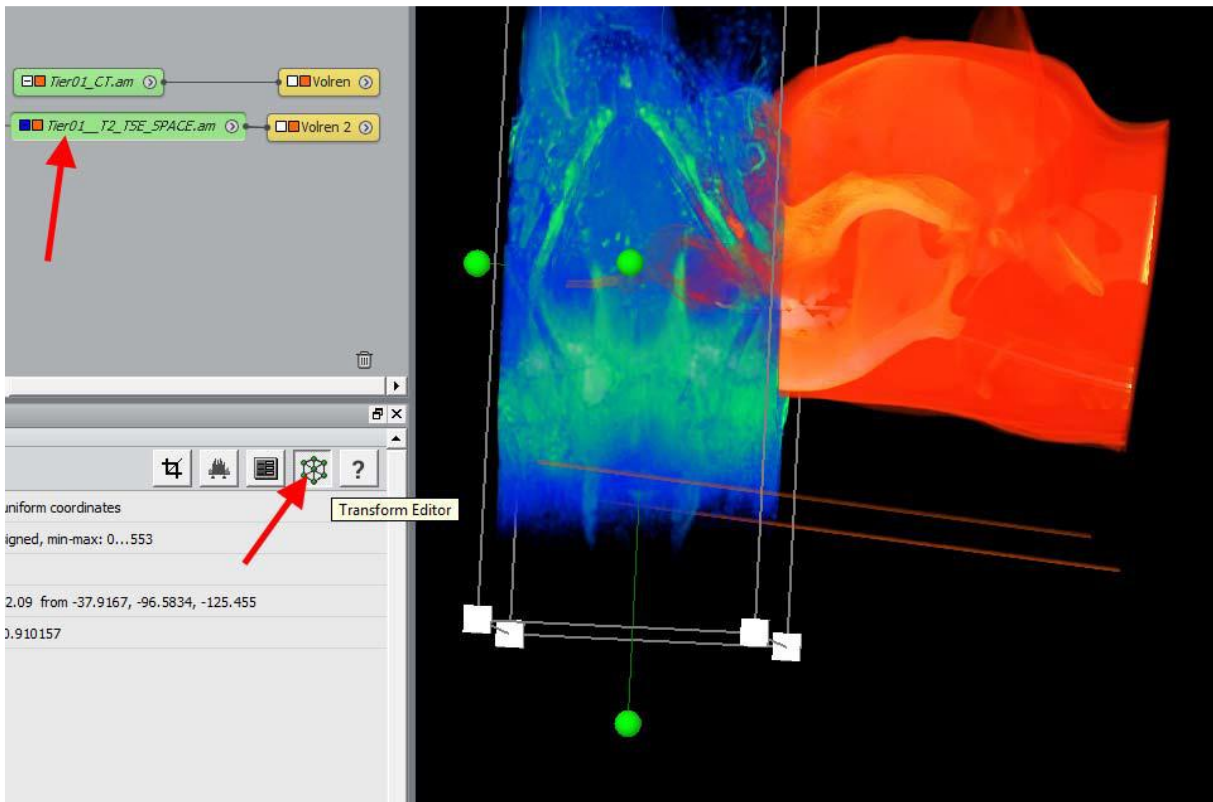 Tier01_CT.am
Volren
Tier01__T2_TSE_SPACE.am
Volren 2
?
Transform Editor
uniform coordinates
igned, min-max: 0...553
2.09 from -37.9167, -96.5834, -125.455
0.910157